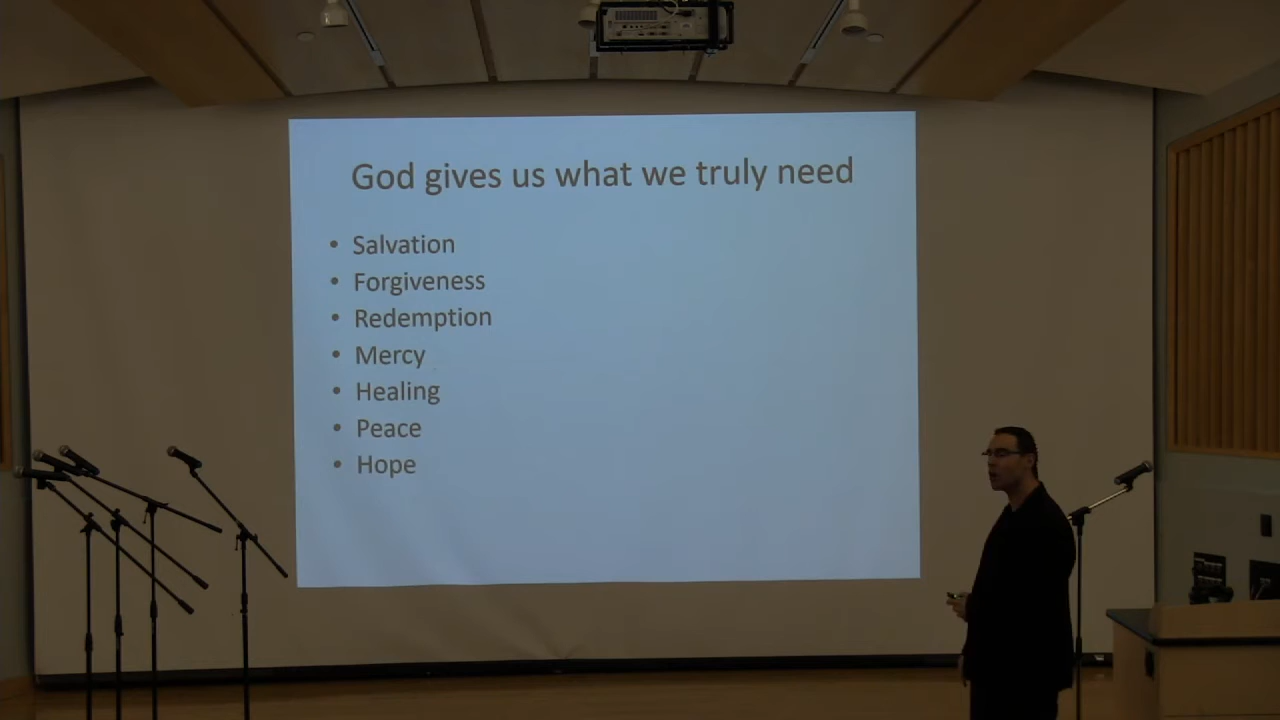 God gives us what we truly need
• Salvation
• Forgiveness
• Redemption
• Mercy
• Healing
• Peace
• Hope